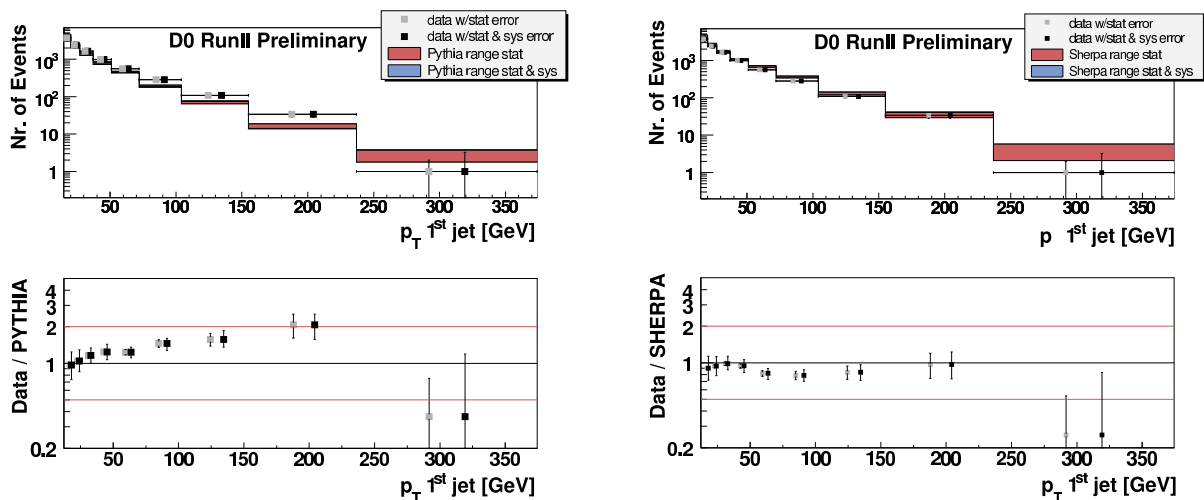 data w/stat error
data w/stat & sys error
Pythia range stat
Pythia range stat & sys
D0 RunII Preliminary
Nr. of Events
10³
10²
10
1
50 100 150 200 250 300 350
p_T 1st jet [GeV]
data w/stat error
data w/stat & sys error
Sherpa range stat
Sherpa range stat & sys
D0 RunII Preliminary
Nr. of Events
10³
10²
10
1
50 100 150 200 250 300 350
p 1st jet [GeV]
Data / PYTHIA
4
3
2
1
0.2
50 100 150 200 250 300 350
p_T 1st jet [GeV]
Data / SHERPA
4
3
2
1
0.2
50 100 150 200 250 300 350
p_T 1st jet [GeV]